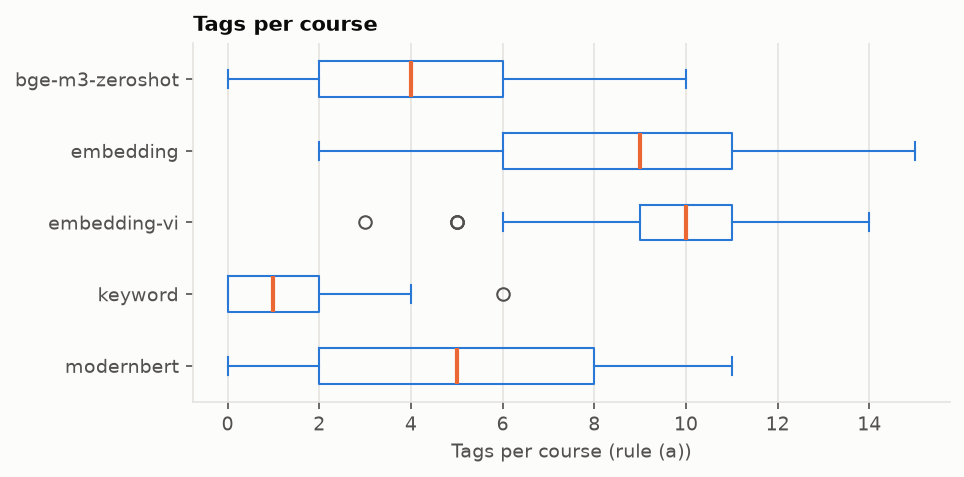 Tags per course
bge-m3-zeroshot
embedding
embedding-vi
keyword
modernbert
0 2 4 6 8 10 12 14
Tags per course (rule (a))